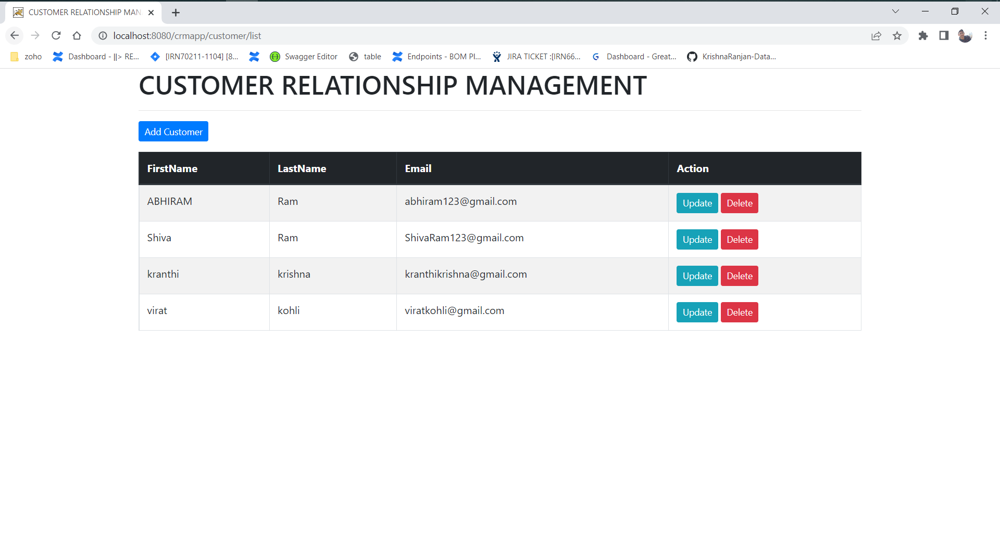 CUSTOMER RELATIONSHIP MAN
localhost:8080/crmapp/customer/list
zoho Dashboard - ||> RE... [IRN70211-1104] [8... Swagger Editor table Endpoints - BOM Pl... JIRA TICKET :[IRN66... Dashboard - Great... KrishnaRanjan-Data...
CUSTOMER RELATIONSHIP MANAGEMENT
Add Customer
FirstName LastName Email Action
ABHIRAM Ram abhiram123@gmail.com Update Delete
Shiva Ram ShivaRam123@gmail.com Update Delete
kranthi krishna kranthikrishna@gmail.com Update Delete
virat kohli viratkohli@gmail.com Update Delete